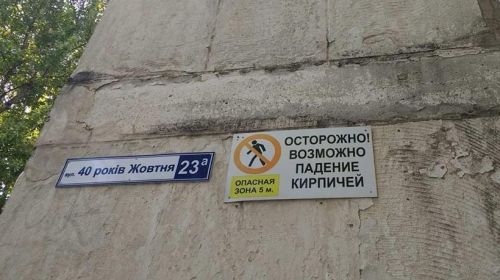 вул. 40 років Жовтня 23а
ОСТОРОЖНО!
ВОЗМОЖНО
ПАДЕНИЕ
КИРПИЧЕЙ
ОПАСНАЯ
ЗОНА 5 м.